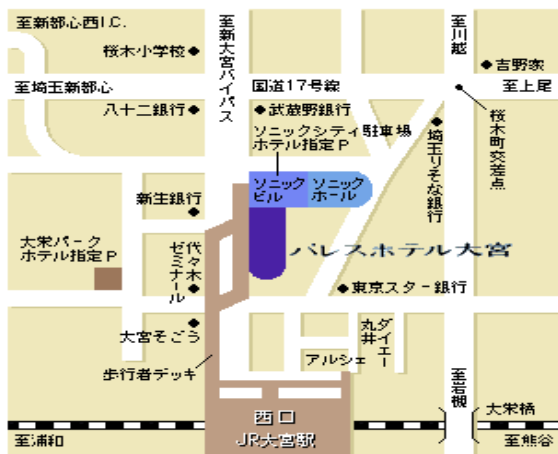 至新都心西I.C.
桜木小学校
至新大宮バイパス
至川越
吉野家
至埼玉新都心
国道17号線
至上尾
八十二銀行
武蔵野銀行
桜木町交差点
ソニックシティ駐車場
ホテル指定P
埼玉りそな銀行
新生銀行
ソニック
ビル
ソニック
ホール
大栄パーク
ホテル指定P
代々木
ゼミナール
パレスホテル大宮
東京スター銀行
大宮そごう
丸井
ダイエー
アルシェ
歩行者デッキ
至岩槻
西口
JR大宮駅
大栄橋
至浦和
至熊谷